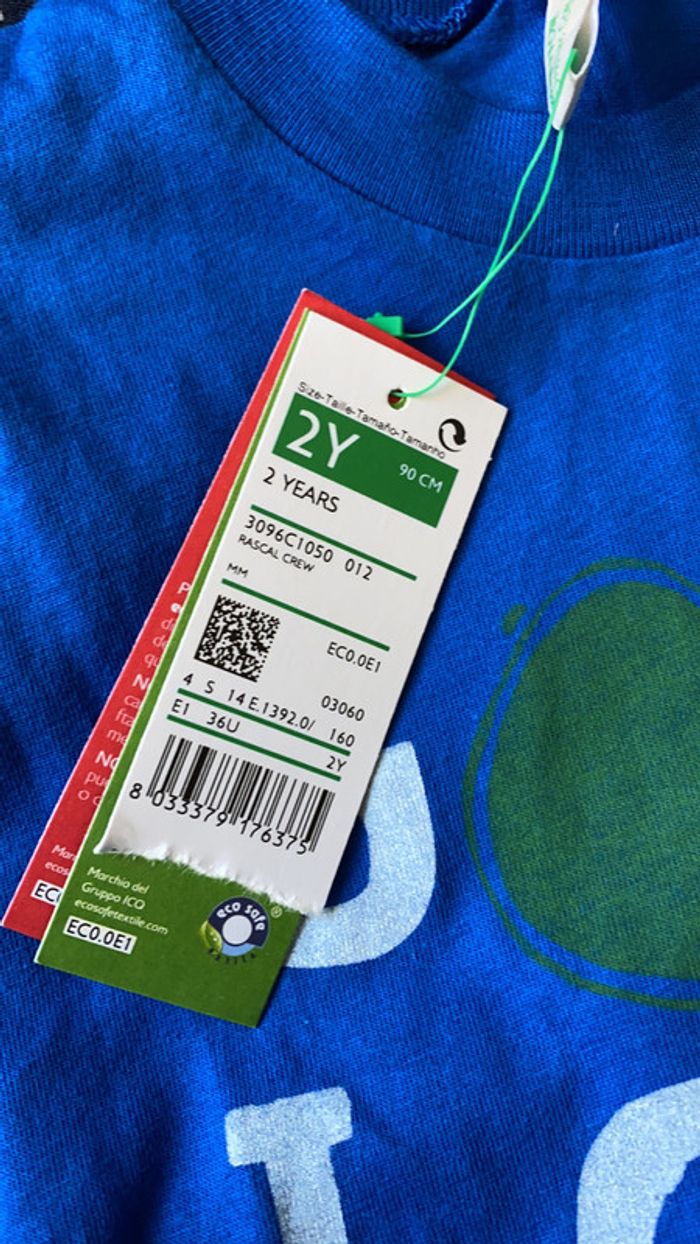 Size-Taille-Tamaño-Tamanho
2Y 90 CM
2 YEARS
3096C1050 012
RASCAL CREW
MM
EC0.0E1
03060
4 S 14 E.1392.0/ 160
E1 36U 2Y
8 033379 176375
Marchio del
Gruppo ICQ
ecosafetextile.com
EC0.0E1
eco safe
®